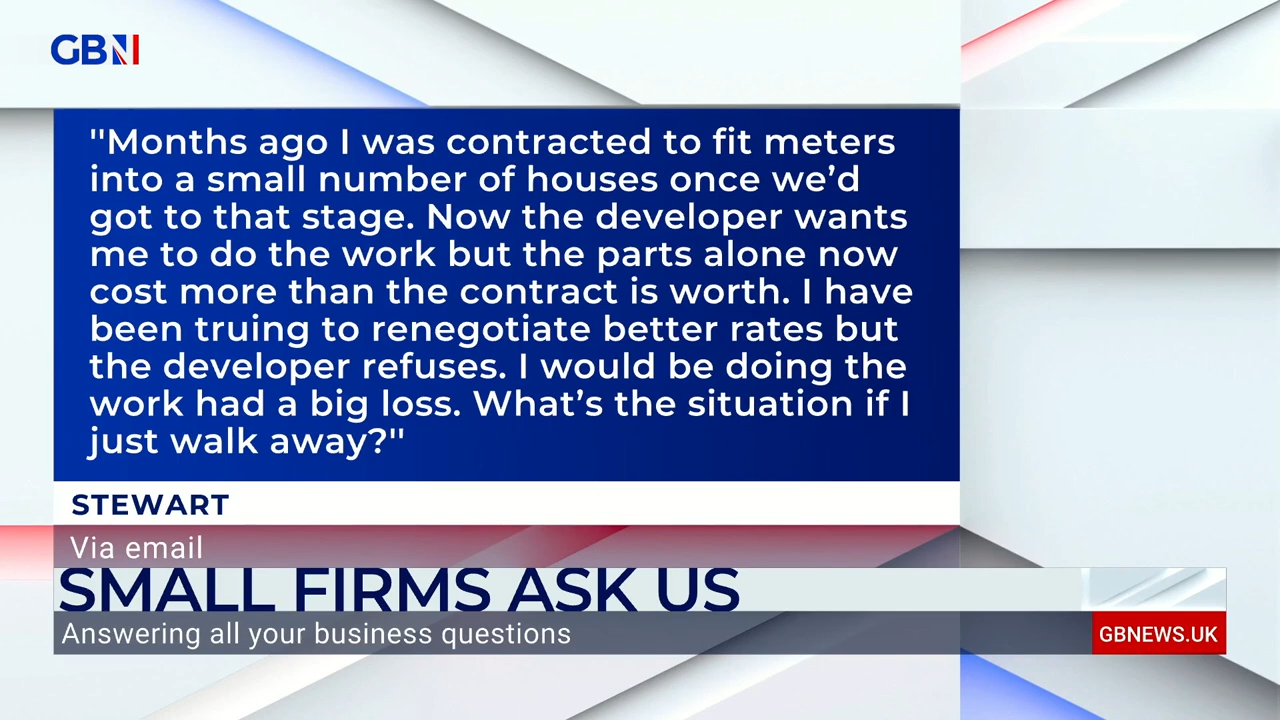 GBN
"Months ago I was contracted to fit meters
into a small number of houses once we’d
got to that stage. Now the developer wants
me to do the work but the parts alone now
cost more than the contract is worth. I have
been truing to renegotiate better rates but
the developer refuses. I would be doing the
work had a big loss. What’s the situation if I
just walk away?"
STEWART
Via email
SMALL FIRMS ASK US
Answering all your business questions
GBNEWS.UK